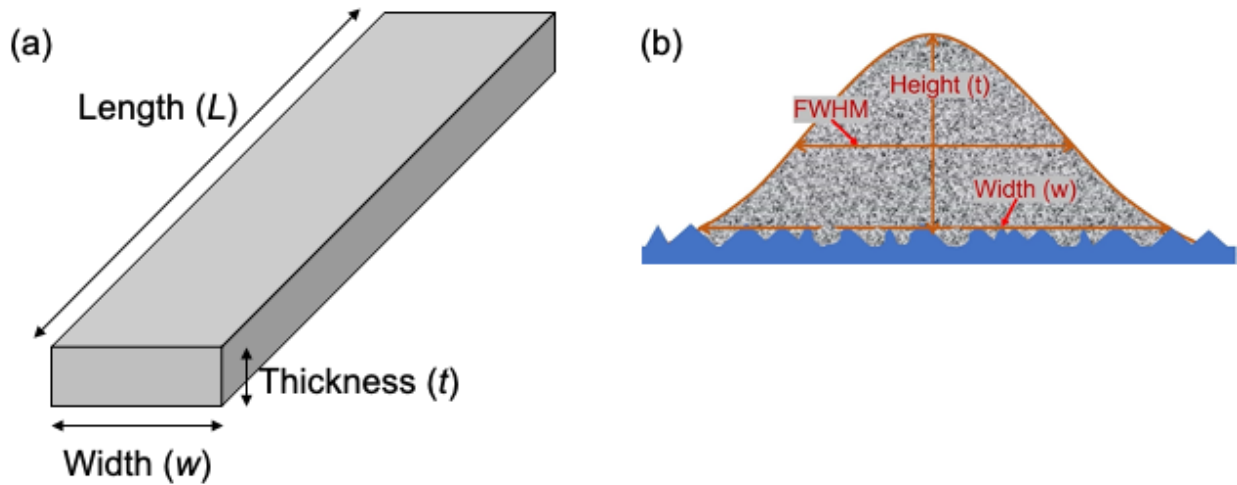 (a)
Length (L)
Thickness (t)
Width (w)
(b)
Height (t)
FWHM
Width (w)